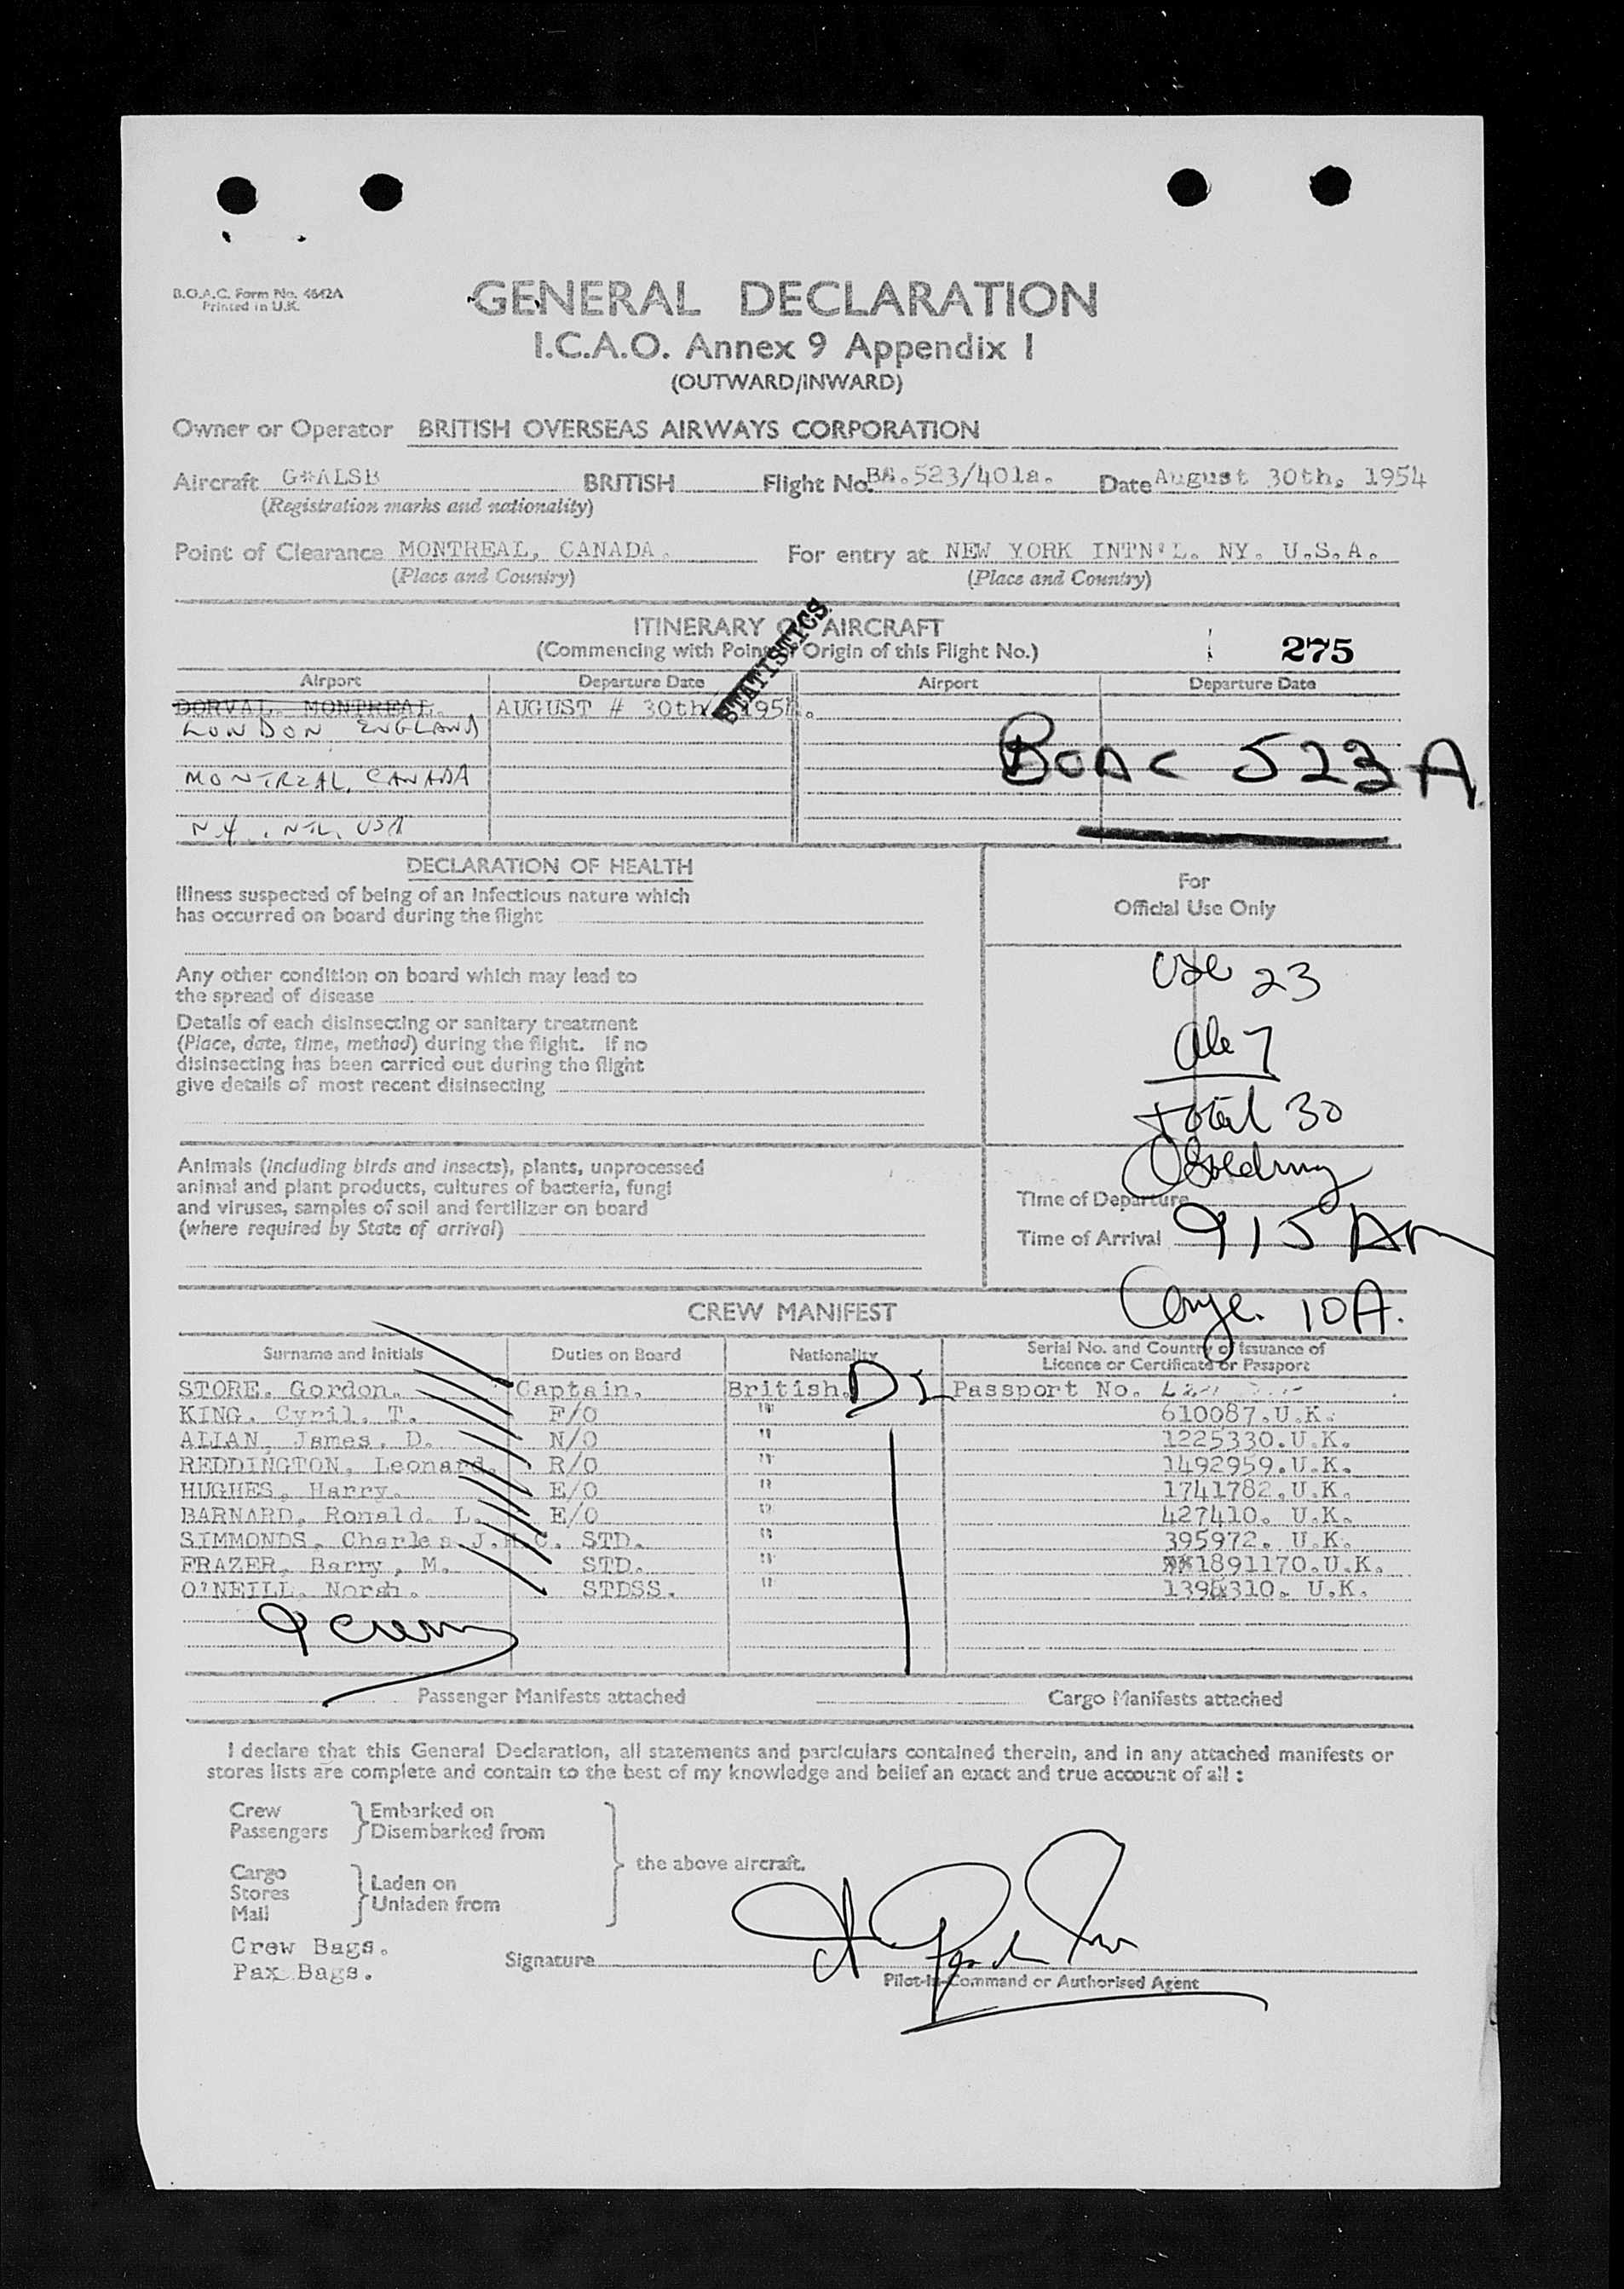 B.O.A.C. Form No. 4642A
Printed in U.K.
GENERAL DECLARATION
I.C.A.O. Annex 9 Appendix I
(OUTWARD/INWARD)
Owner or Operator BRITISH OVERSEAS AIRWAYS CORPORATION
Aircraft G*ALSB BRITISH Flight No. BA.523/401a. Date August 30th, 1954
(Registration marks and nationality)
Point of Clearance MONTREAL, CANADA. For entry at NEW YORK INTN'L. NY. U.S.A.
(Place and Country) (Place and Country)
STATISTICS
ITINERARY OF AIRCRAFT
(Commencing with Point of Origin of this Flight No.) 275
Airport Departure Date Airport Departure Date
DORVAL, MONTREAL. AUGUST # 30th, 1954.
LONDON ENGLAND
BOAC 523A
MONTREAL, CANADA
N.Y. INTL, USA
DECLARATION OF HEALTH
Illness suspected of being of an infectious nature which
has occurred on board during the flight
For
Official Use Only
Any other condition on board which may lead to
the spread of disease
Details of each disinsecting or sanitary treatment
(Place, date, time, method) during the flight. If no
disinsecting has been carried out during the flight
give details of most recent disinsecting
23
7
total 30
Animals (including birds and insects), plants, unprocessed
animal and plant products, cultures of bacteria, fungi
and viruses, samples of soil and fertilizer on board
(where required by State of arrival)
Time of Departure
Time of Arrival 915 AM
10A.
CREW MANIFEST
Surname and Initials Duties on Board Nationality Serial No. and Country of Issuance of
Licence or Certificate or Passport
STORE. Gordon. Captain. British. DL Passport No.
KING. Cyril. T. F/O " 610087.U.K.
ALIAN, James. D. N/O " 1225330.U.K.
REDDINGTON, Leonard. R/O " 1492959.U.K.
HUGHES, Harry. E/O " 1741782.U.K.
BARNARD, Ronald. L. E/O " 427410. U.K.
SIMMONDS, Charles.J.H.C. STD. " 395972. U.K.
FRAZER, Barry, M. STD. " 1891170.U.K.
O'NEILL. Norah. STDSS. " 1398310. U.K.
9 crew
Passenger Manifests attached Cargo Manifests attached
I declare that this General Declaration, all statements and particulars contained therein, and in any attached manifests or
stores lists are complete and contain to the best of my knowledge and belief an exact and true account of all :
Crew Embarked on
Passengers Disembarked from
the above aircraft.
Cargo
Stores Laden on
Mail Unladen from
Crew Bags.
Pax Bags.
Signature
Pilot-in-Command or Authorised Agent